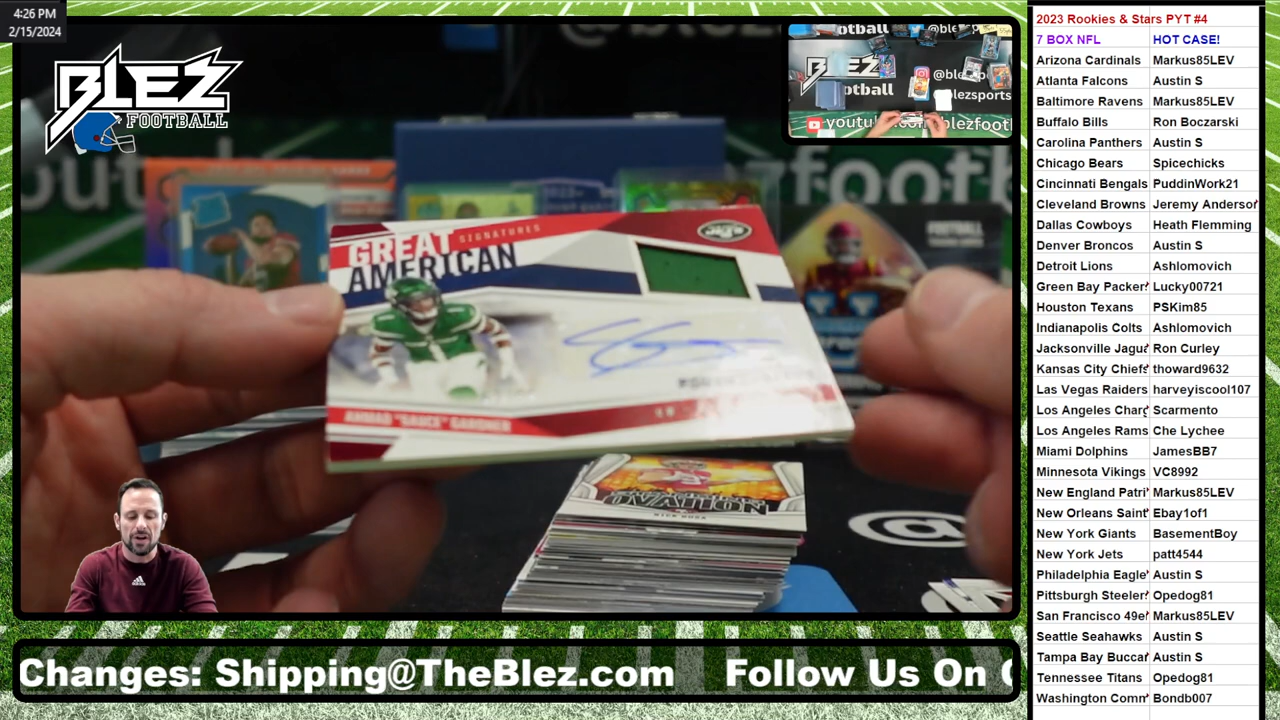 4:26 PM
2/15/2024
BLEZ
FOOTBALL
GREAT SIGNATURES
AMERICAN
JETS
AHMAD "SAUCE" GARDNER
OVATION
NICK BOSA
FOOTBALL
@
Changes: Shipping@TheBlez.com Follow Us On
2023 Rookies & Stars PYT #4
7 BOX NFL HOT CASE!
Arizona Cardinals Markus85LEV
Atlanta Falcons Austin S
Baltimore Ravens Markus85LEV
Buffalo Bills Ron Boczarski
Carolina Panthers Austin S
Chicago Bears Spicechicks
Cincinnati Bengals PuddinWork21
Cleveland Browns Jeremy Anderso
Dallas Cowboys Heath Flemming
Denver Broncos Austin S
Detroit Lions Ashlomovich
Green Bay Packer Lucky00721
Houston Texans PSKim85
Indianapolis Colts Ashlomovich
Jacksonville Jagua Ron Curley
Kansas City Chiefs thoward9632
Las Vegas Raiders harveyiscool107
Los Angeles Charg Scarmento
Los Angeles Rams Che Lychee
Miami Dolphins JamesBB7
Minnesota Vikings VC8992
New England Patri Markus85LEV
New Orleans Saint Ebay1of1
New York Giants BasementBoy
New York Jets patt4544
Philadelphia Eagle Austin S
Pittsburgh Steeler Opedog81
San Francisco 49e Markus85LEV
Seattle Seahawks Austin S
Tampa Bay Buccar Austin S
Tennessee Titans Opedog81
Washington Comm Bondb007